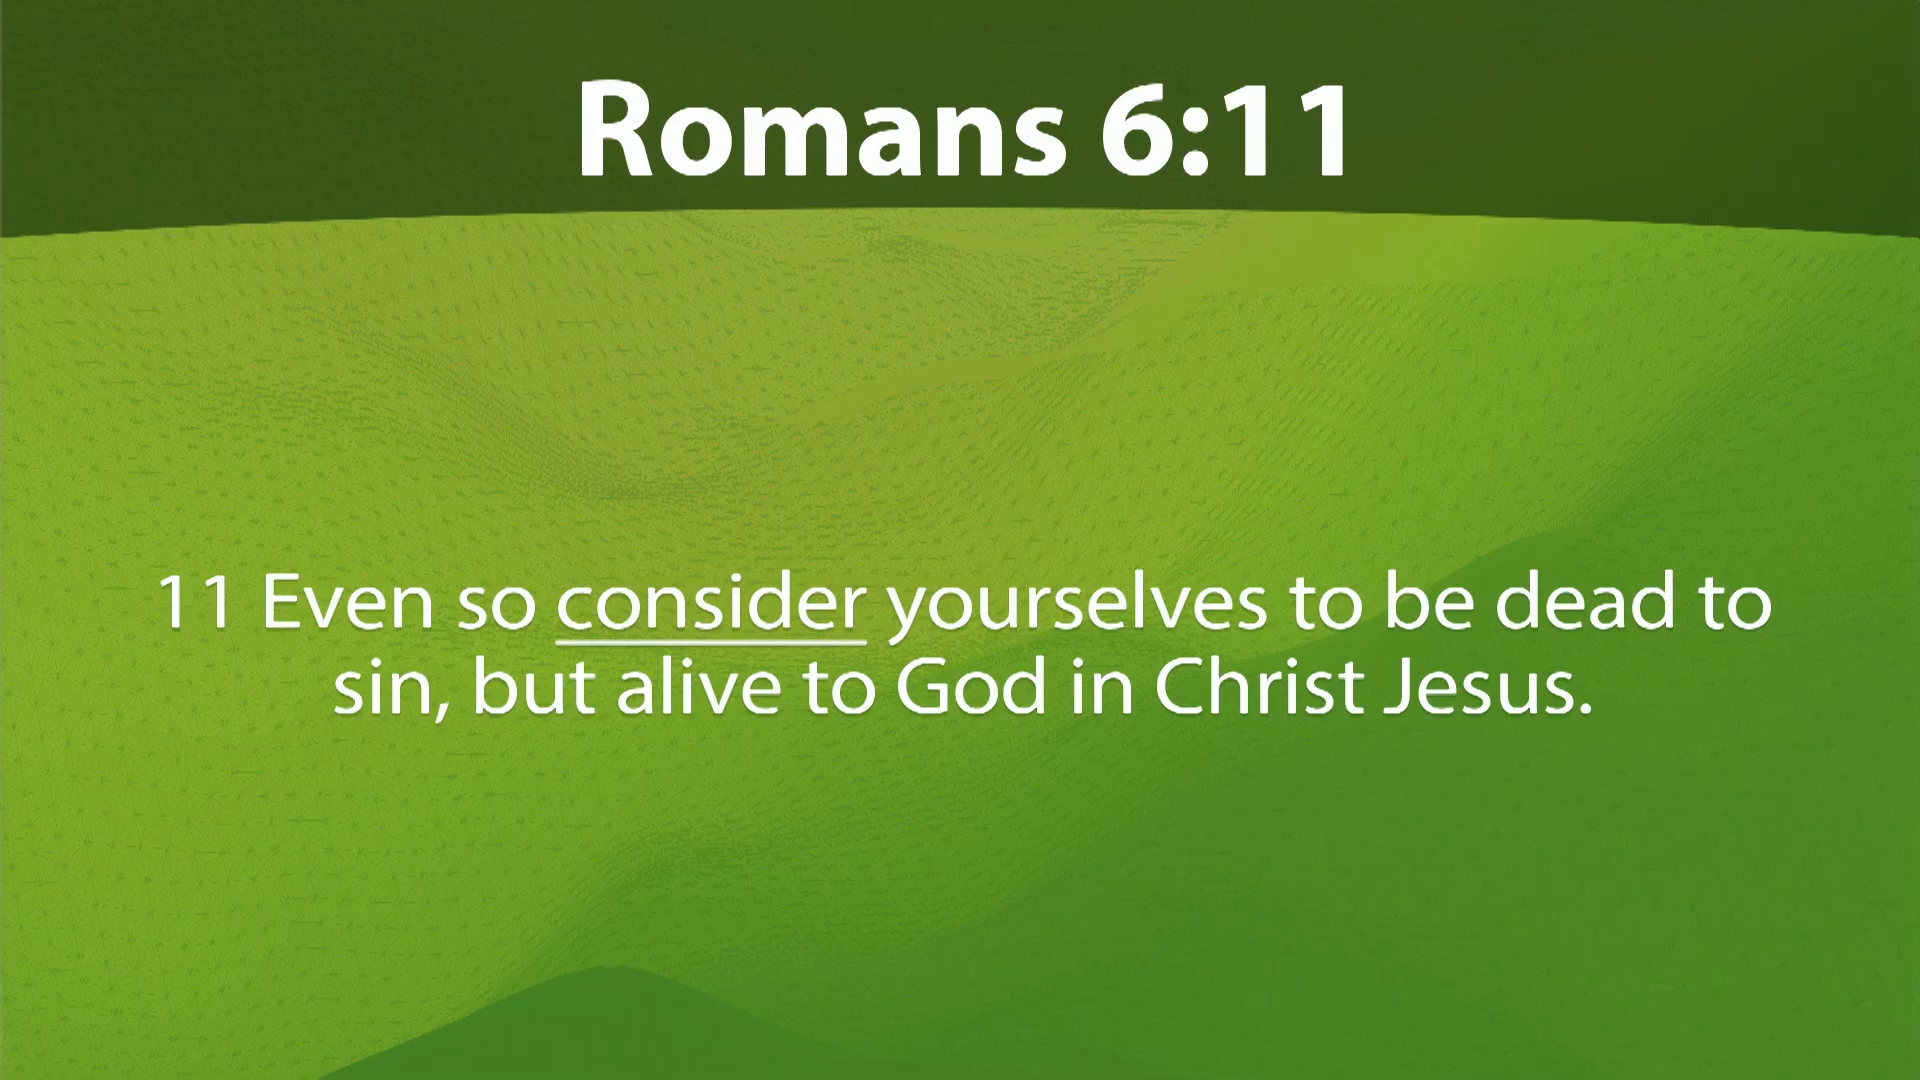 Romans 6:11
11 Even so consider yourselves to be dead to
sin, but alive to God in Christ Jesus.